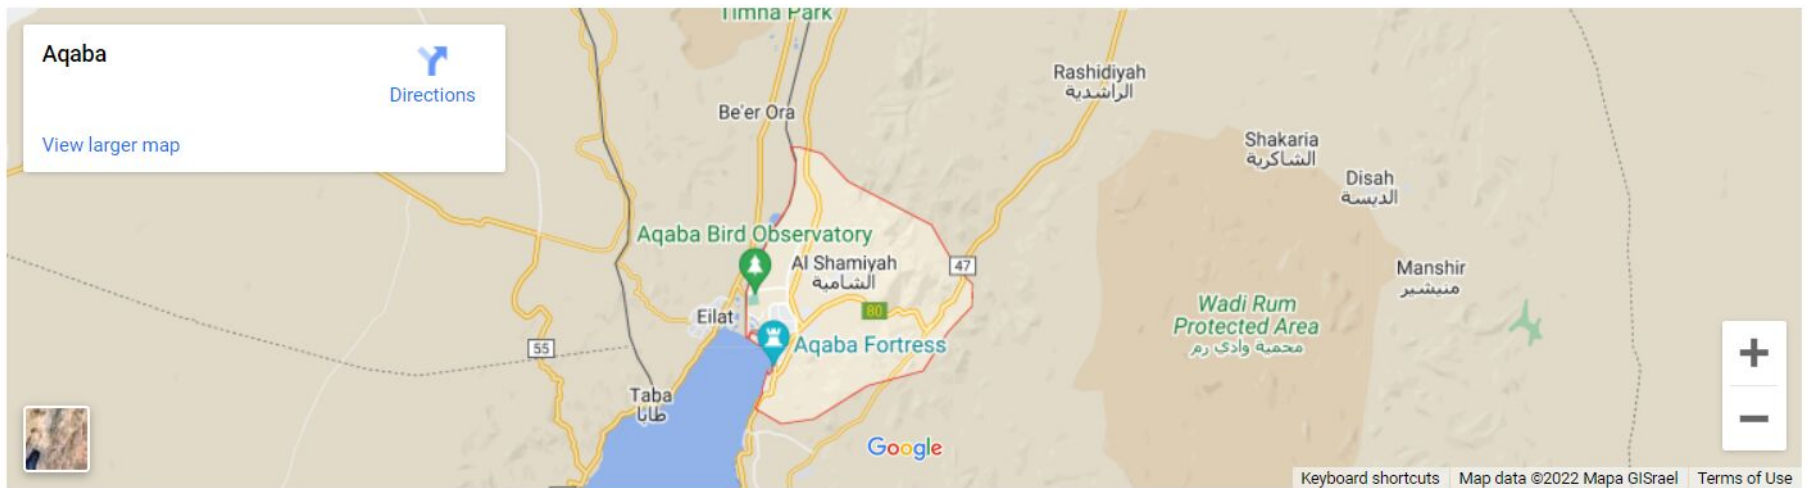 Timna Park
Aqaba
Directions
View larger map
Rashidiyah
الراشدية
Be'er Ora
Shakaria
الشاكرية
Disah
الديسة
Aqaba Bird Observatory
Al Shamiyah
الشامية
47
Manshir
منيشير
80
Wadi Rum
Protected Area
محمية وادي رم
Eilat
Aqaba Fortress
55
Taba
طابا
Google
Keyboard shortcuts
Map data ©2022 Mapa GISrael
Terms of Use